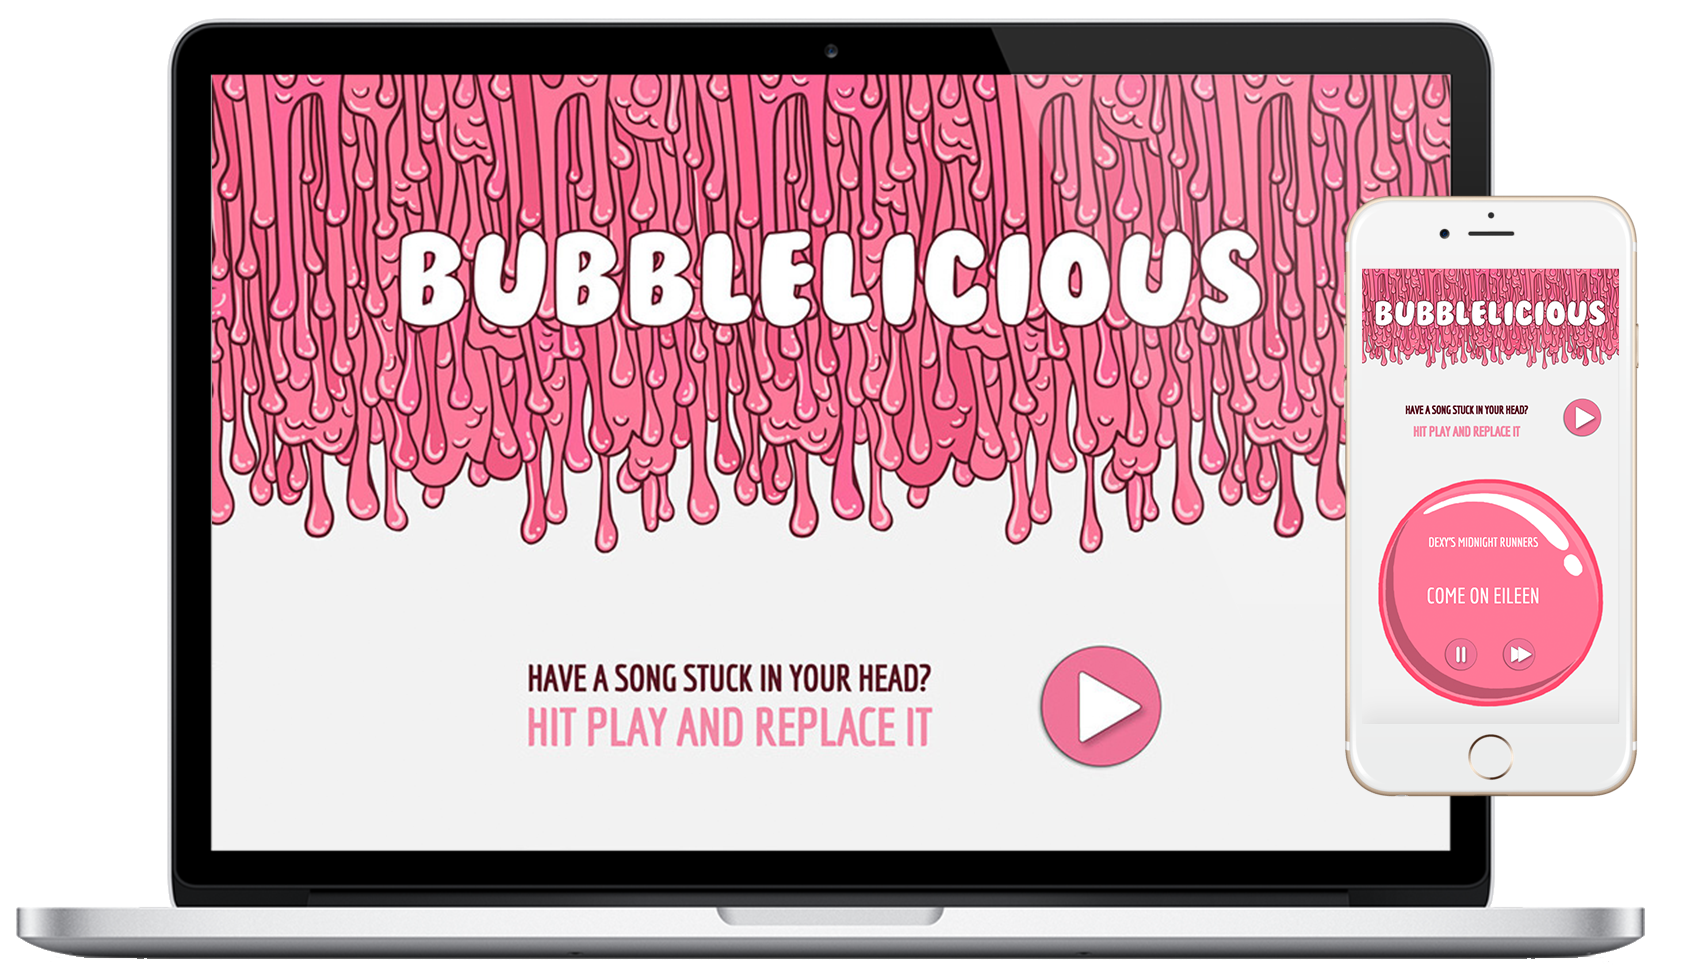 BUBBLELICIOUS
HAVE A SONG STUCK IN YOUR HEAD?
HIT PLAY AND REPLACE IT
BUBBLELICIOUS
HAVE A SONG STUCK IN YOUR HEAD?
HIT PLAY AND REPLACE IT
DEXY'S MIDNIGHT RUNNERS
COME ON EILEEN